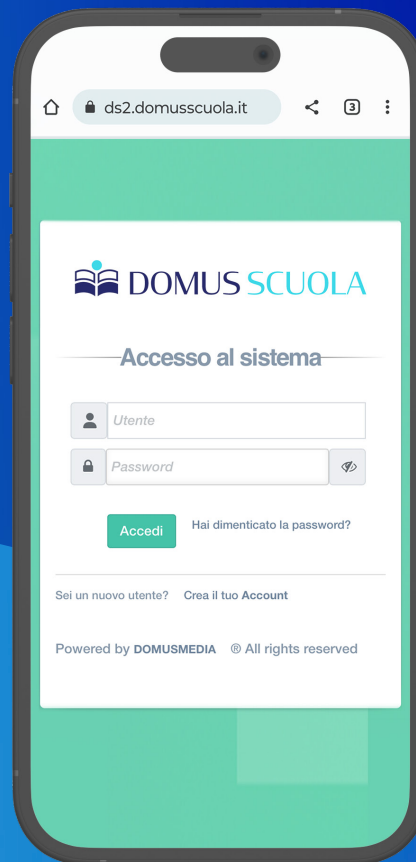 ds2.domusscuola.it
3
DOMUS SCUOLA
Accesso al sistema
Utente
Password
Accedi Hai dimenticato la password?
Sei un nuovo utente? Crea il tuo Account
Powered by DOMUSMEDIA ® All rights reserved